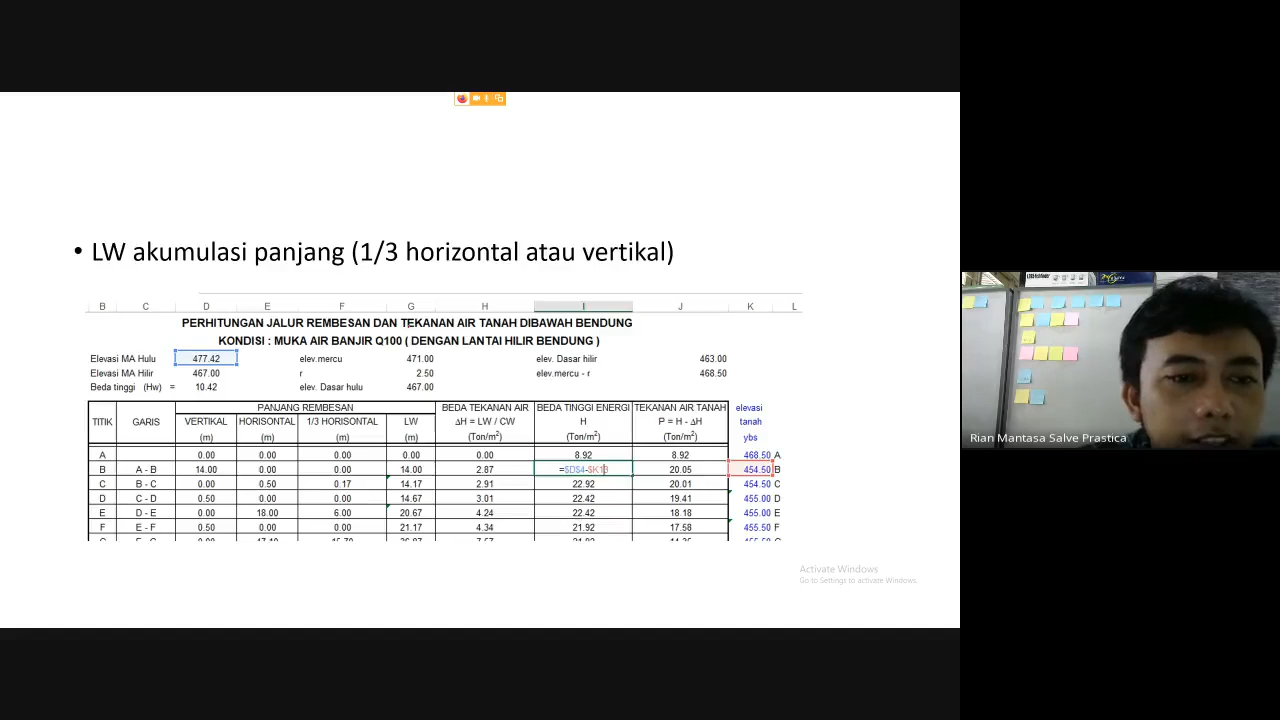 • LW akumulasi panjang (1/3 horizontal atau vertikal)
B C D E F G H I J K L
PERHITUNGAN JALUR REMBESAN DAN TEKANAN AIR TANAH DIBAWAH BENDUNG
KONDISI : MUKA AIR BANJIR Q100 ( DENGAN LANTAI HILIR BENDUNG )
Elevasi MA Hulu 477.42 elev.mercu 471.00 elev. Dasar hilir 463.00
Elevasi MA Hilir 467.00 r 2.50 elev.mercu - r 468.50
Beda tinggi (Hw) = 10.42 elev. Dasar hulu 467.00
PANJANG REMBESAN BEDA TEKANAN AIR BEDA TINGGI ENERGI TEKANAN AIR TANAH elevasi
TITIK GARIS VERTIKAL HORISONTAL 1/3 HORIZONTAL LW ΔH = LW / CW H P = H - ΔH tanah
(m) (m) (m) (m) (Ton/m²) (Ton/m²) (Ton/m²) ybs
A 0.00 0.00 0.00 0.00 0.00 8.92 8.92 468.50 A
B A - B 14.00 0.00 0.00 14.00 2.87 =$D$4-$K13 20.05 454.50 B
C B - C 0.00 0.50 0.17 14.17 2.91 22.92 20.01 454.50 C
D C - D 0.50 0.00 0.00 14.67 3.01 22.42 19.41 455.00 D
E D - E 0.00 18.00 6.00 20.67 4.24 22.42 18.18 455.00 E
F E - F 0.50 0.00 0.00 21.17 4.34 21.92 17.58 455.50 F
Activate Windows
Go to Settings to activate Windows.
Rian Mantasa Salve Prastica